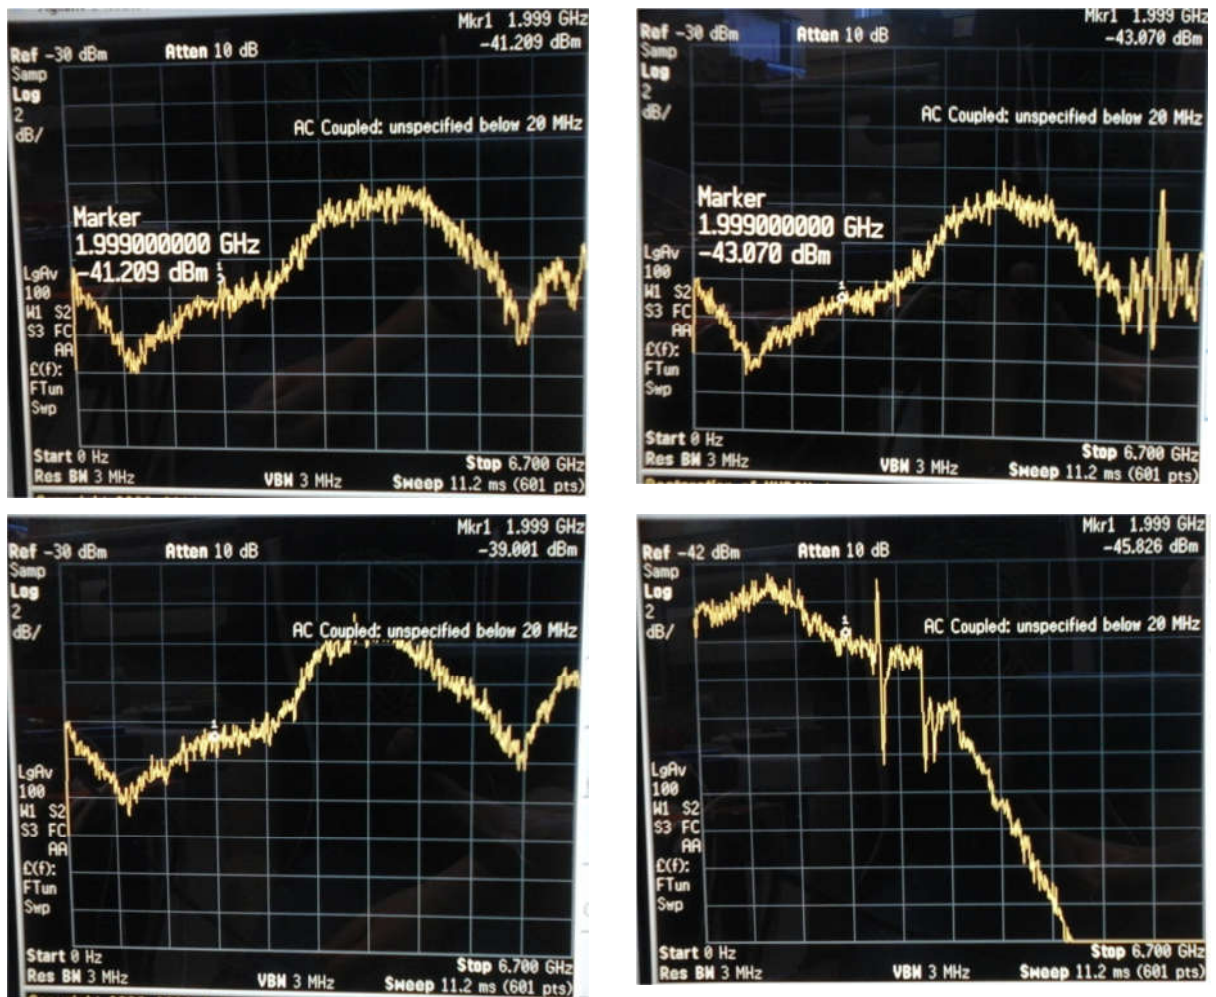 Mkr1 1.999 GHz
Ref -30 dBm Atten 10 dB -41.209 dBm
Samp
Log
2
dB/
AC Coupled: unspecified below 20 MHz
Marker
1.999000000 GHz
-41.209 dBm
1
LgAv
100
W1 S2
S3 FC
AA
£(f):
FTun
Swp
Start 0 Hz Stop 6.700 GHz
Res BW 3 MHz VBW 3 MHz Sweep 11.2 ms (601 pts)
Mkr1 1.999 GHz
Ref -30 dBm Atten 10 dB -43.070 dBm
Samp
Log
2
dB/
AC Coupled: unspecified below 20 MHz
Marker
1.999000000 GHz
-43.070 dBm
1
LgAv
100
W1 S2
S3 FC
AA
£(f):
FTun
Swp
Start 0 Hz Stop 6.700 GHz
Res BW 3 MHz VBW 3 MHz Sweep 11.2 ms (601 pts)
Mkr1 1.999 GHz
Ref -30 dBm Atten 10 dB -39.001 dBm
Samp
Log
2
dB/
AC Coupled: unspecified below 20 MHz
1
LgAv
100
W1 S2
S3 FC
AA
£(f):
FTun
Swp
Start 0 Hz Stop 6.700 GHz
Res BW 3 MHz VBW 3 MHz Sweep 11.2 ms (601 pts)
Mkr1 1.999 GHz
Ref -42 dBm Atten 10 dB -45.826 dBm
Samp
Log
2
dB/
AC Coupled: unspecified below 20 MHz
1
LgAv
100
W1 S2
S3 FC
AA
£(f):
FTun
Swp
Start 0 Hz Stop 6.700 GHz
Res BW 3 MHz VBW 3 MHz Sweep 11.2 ms (601 pts)